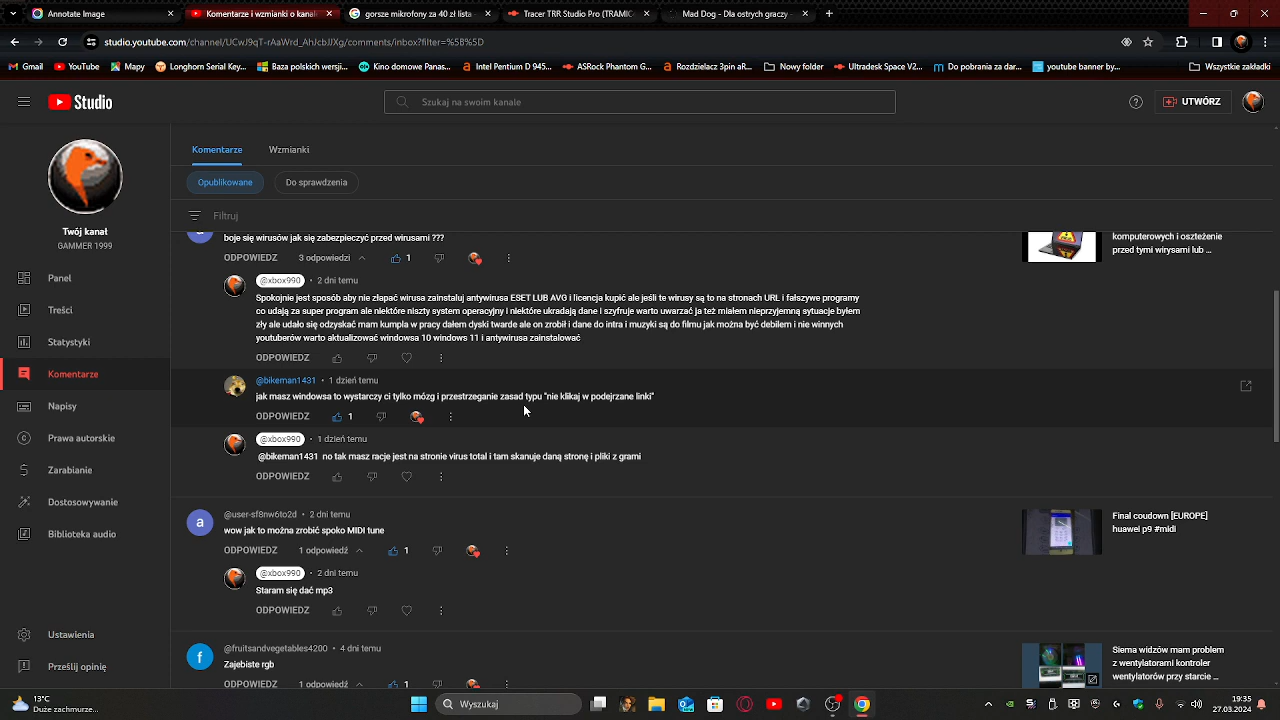 Annotate Image
Komentarze i wzmianki o kanale
gorsze mikrofony za 40 zł lista
Tracer TRR Studio Pro (TRAMIC
Mad Dog – Dla ostrych graczy
studio.youtube.com/channel/UCwJ9qT-rAaWrd_AhJcbJJXg/comments/inbox?filter=%5B%5D
Gmail
YouTube
Maps
Longhorn Serial Key...
Baza polskich wersji...
Kino domowe Panas...
Intel Pentium D 945...
ASRock Phantom G...
Rozdzielacz 3pin aR...
Nowy folder
Ultradesk Space V2...
Do pobrania za dar...
youtube banner by...
Wszystkie zakładki
Studio
Szukaj na swoim kanale
UTWÓRZ
Twój kanał
GAMMER 1999
Panel
Treści
Statystyki
Komentarze
Napisy
Prawa autorskie
Zarabianie
Dostosowywanie
Biblioteka audio
Ustawienia
Prześlij opinię
Komentarze
Wzmianki
Opublikowane
Do sprawdzenia
Filtruj
boje się wirusów jak się zabezpieczyć przed wirusami ???
ODPOWIEDZ 3 odpowiedzi 1
komputerowych i oszteżenie
przed tymi wirysami lub ...
@xbox990 • 2 dni temu
Spokojnie jest sposób aby nie złapać wirusa zainstaluj antywirusa ESET LUB AVG i licencja kupić ale jeśli te wirusy są to na stronach URL i fałszywe programy
co udają za super program ale niektóre niszty system operacyjny i niektóre ukradają dane i szyfruje warto uwarzać ja też miałem nieprzyjemną sytuacje byłem
zły ale udało się odzyskać mam kumpla w pracy dałem dyski twarde ale on zrobił i dane do intra i muzyki są do filmu jak można być debilem i nie winnych
youtuberów warto aktualizować windowsa 10 windows 11 i antywirusa zainstalować
ODPOWIEDZ
@bikeman1431 • 1 dzień temu
jak masz windowsa to wystarczy ci tylko mózg i przestrzeganie zasad typu "nie klikaj w podejrzane linki"
ODPOWIEDZ 1
@xbox990 • 1 dzień temu
@bikeman1431 no tak masz racje jest na stronie virus total i tam skanuje daną stronę i pliki z grami
ODPOWIEDZ
@user-sf8nw6to2d • 2 dni temu
wow jak to można zrobić spoko MIDI tune
ODPOWIEDZ 1 odpowiedź 1
Final coudown [EUROPE]
huawei p9 #midi
@xbox990 • 2 dni temu
Staram się dać mp3
ODPOWIEDZ
@fruitsandvegetables4200 • 4 dni temu
Zajebiste rgb
ODPOWIEDZ 1 odpowiedź 1
Siema widzów mam problem
z wentylatorami kontroler
wentylatorów przy starcie ...
13°C
Duże zachmurze...
Wyszukaj
19:35
27.03.2024